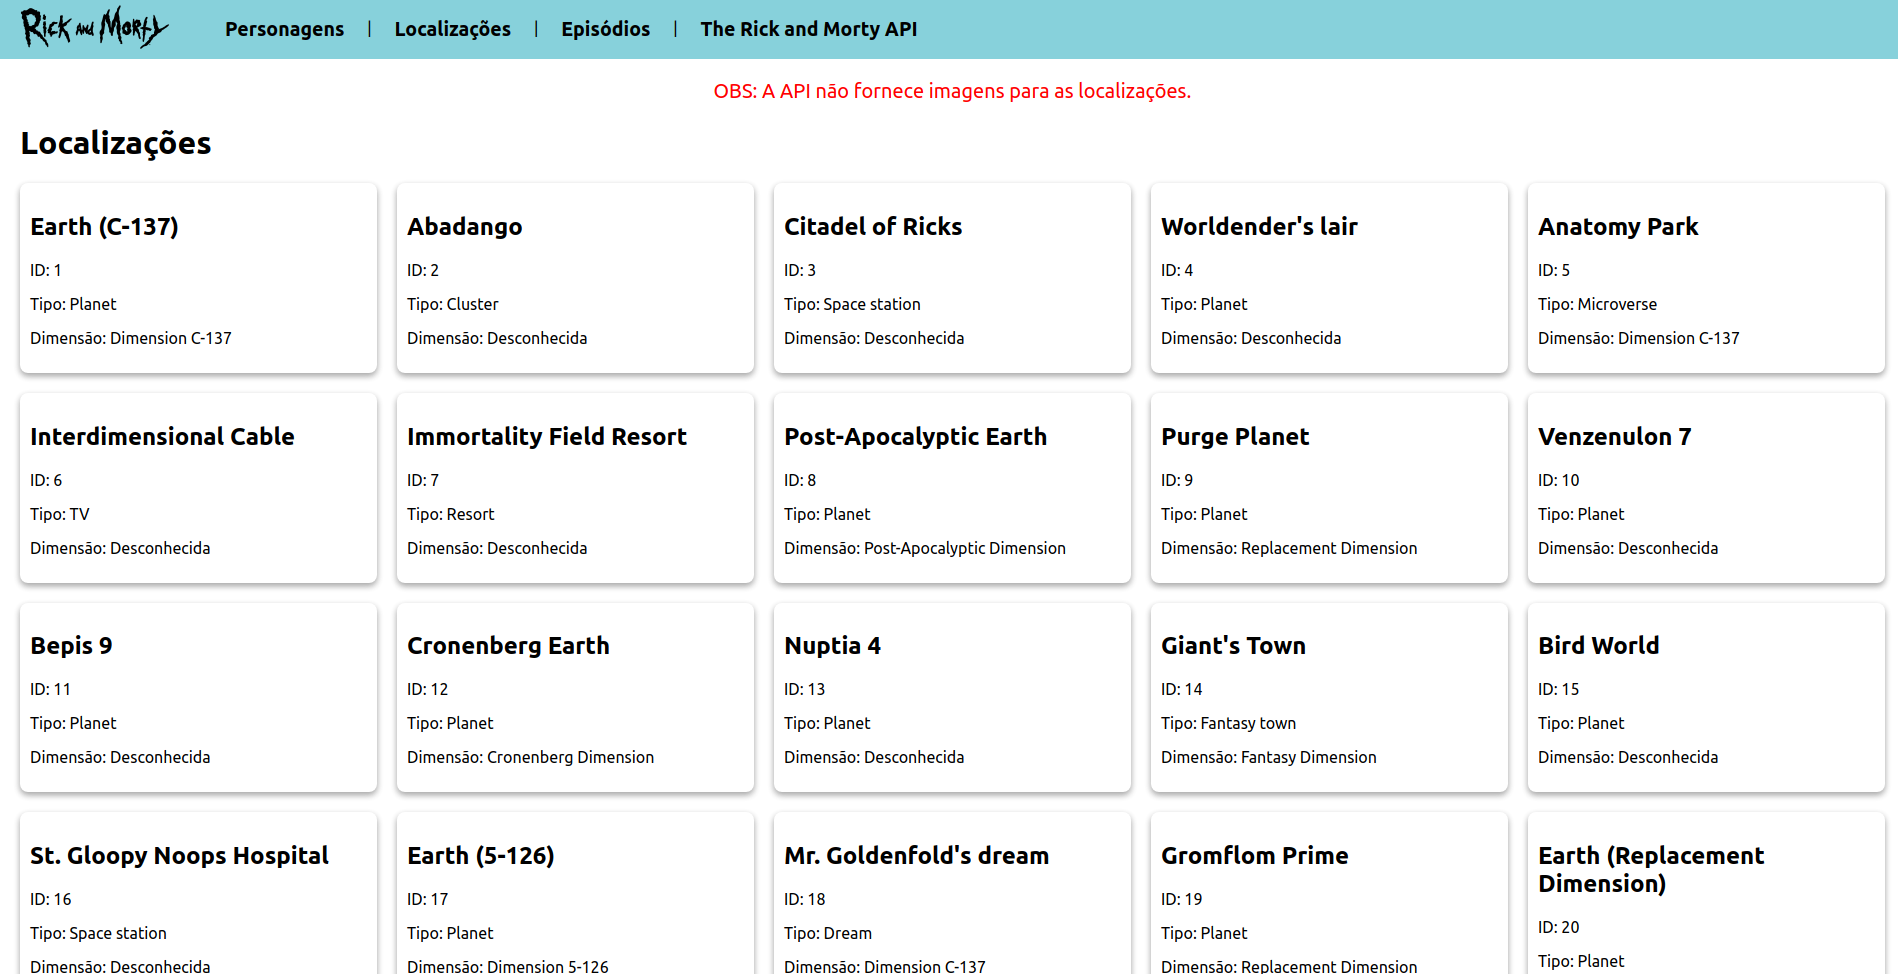 Rick and Morty
Personagens | Localizações | Episódios | The Rick and Morty API
OBS: A API não fornece imagens para as localizações.
Localizações
Earth (C-137)
ID: 1
Tipo: Planet
Dimensão: Dimension C-137
Abadango
ID: 2
Tipo: Cluster
Dimensão: Desconhecida
Citadel of Ricks
ID: 3
Tipo: Space station
Dimensão: Desconhecida
Worldender's lair
ID: 4
Tipo: Planet
Dimensão: Desconhecida
Anatomy Park
ID: 5
Tipo: Microverse
Dimensão: Dimension C-137
Interdimensional Cable
ID: 6
Tipo: TV
Dimensão: Desconhecida
Immortality Field Resort
ID: 7
Tipo: Resort
Dimensão: Desconhecida
Post-Apocalyptic Earth
ID: 8
Tipo: Planet
Dimensão: Post-Apocalyptic Dimension
Purge Planet
ID: 9
Tipo: Planet
Dimensão: Replacement Dimension
Venzenulon 7
ID: 10
Tipo: Planet
Dimensão: Desconhecida
Bepis 9
ID: 11
Tipo: Planet
Dimensão: Desconhecida
Cronenberg Earth
ID: 12
Tipo: Planet
Dimensão: Cronenberg Dimension
Nuptia 4
ID: 13
Tipo: Planet
Dimensão: Desconhecida
Giant's Town
ID: 14
Tipo: Fantasy town
Dimensão: Fantasy Dimension
Bird World
ID: 15
Tipo: Planet
Dimensão: Desconhecida
St. Gloopy Noops Hospital
ID: 16
Tipo: Space station
Dimensão: Desconhecida
Earth (5-126)
ID: 17
Tipo: Planet
Dimensão: Dimension 5-126
Mr. Goldenfold's dream
ID: 18
Tipo: Dream
Dimensão: Dimension C-137
Gromflom Prime
ID: 19
Tipo: Planet
Dimensão: Replacement Dimension
Earth (Replacement
Dimension)
ID: 20
Tipo: Planet